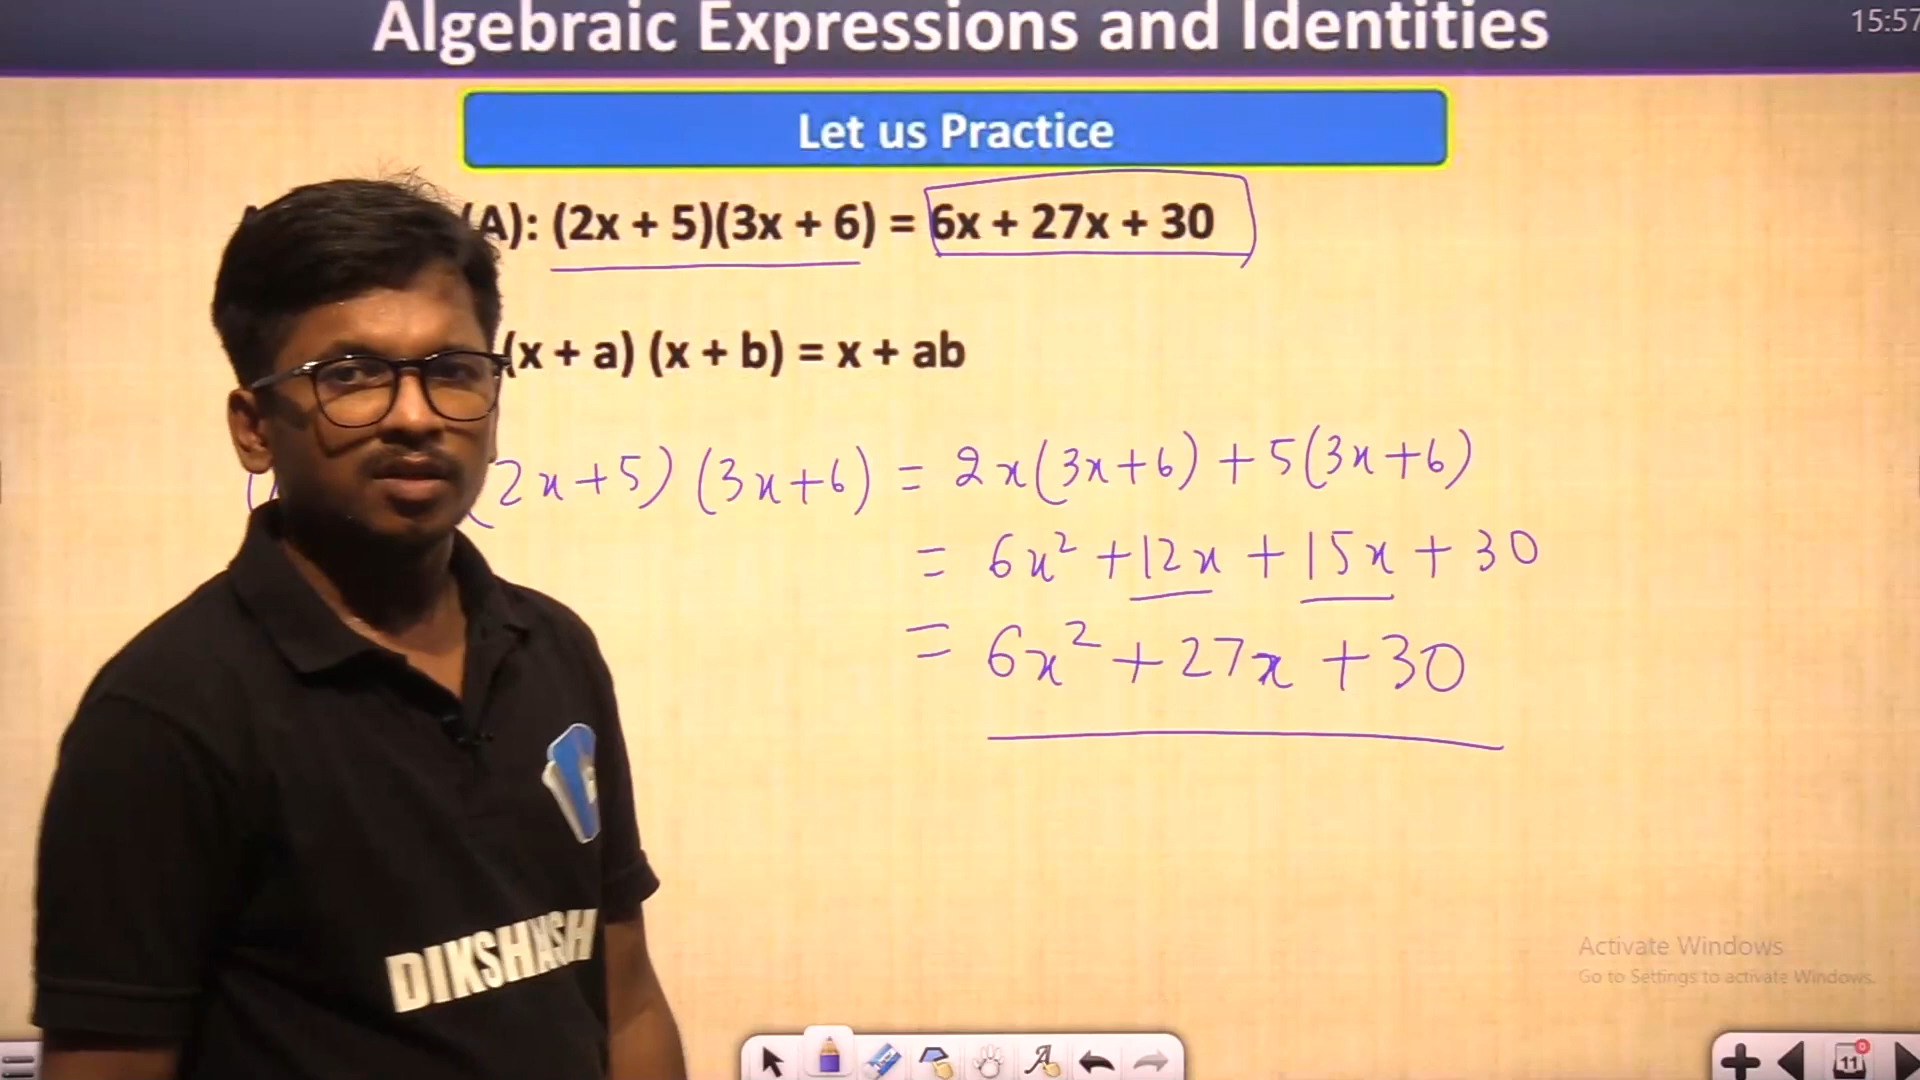 Algebraic Expressions and Identities
15:57
Let us Practice
(A): (2x + 5)(3x + 6) = 6x + 27x + 30
(x + a) (x + b) = x + ab
(2x+5) (3x+6) = 2x(3x+6) + 5(3x+6)
= 6x² + 12x + 15x + 30
= 6x² + 27x + 30
DIKSHANSH
Activate Windows
Go to Settings to activate Windows.
11